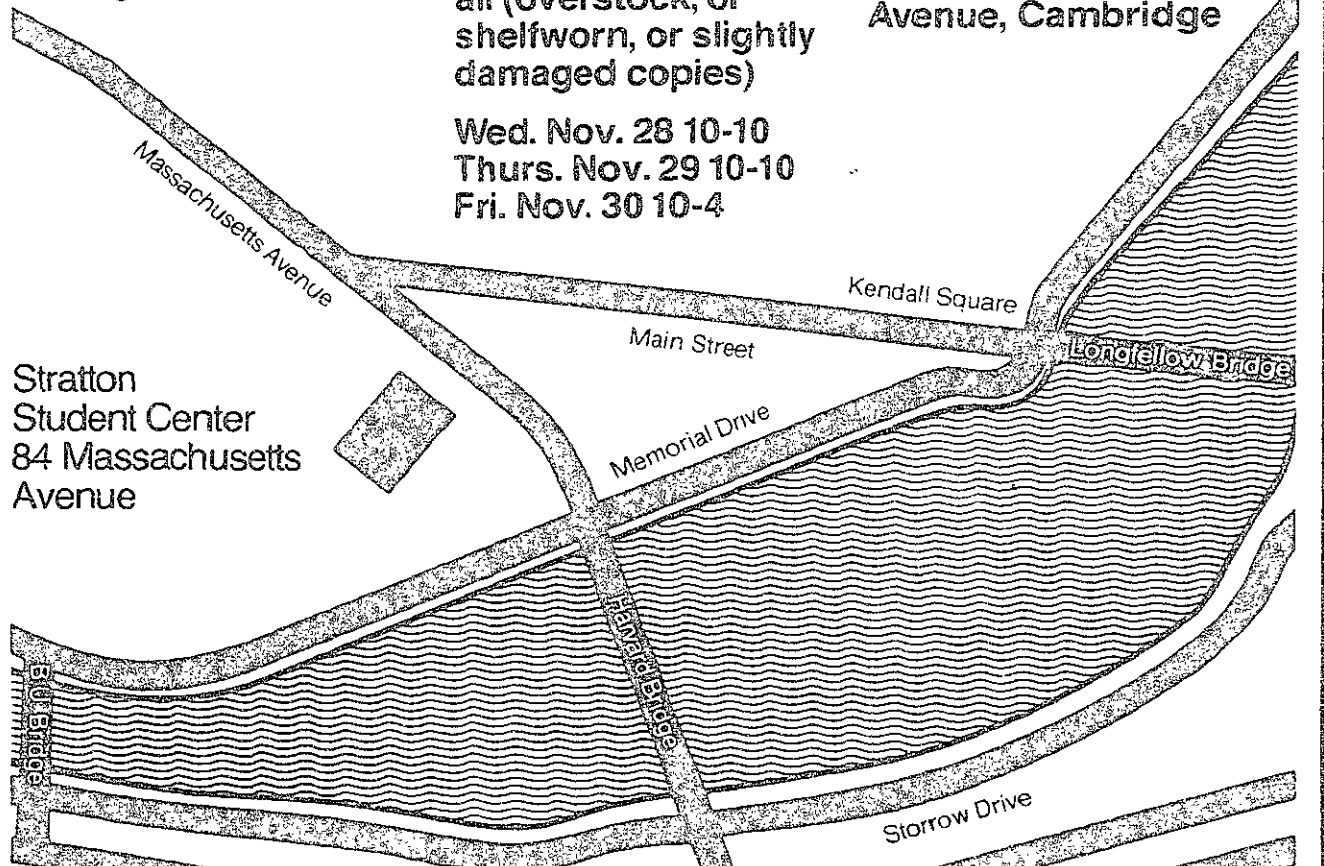 all (overstock, or
shelfworn, or slightly
damaged copies)
Wed. Nov. 28 10-10
Thurs. Nov. 29 10-10
Fri. Nov. 30 10-4
Avenue, Cambridge
Massachusetts Avenue
Kendall Square
Main Street
Longfellow Bridge
Stratton
Student Center
84 Massachusetts
Avenue
Memorial Drive
Harvard Bridge
B.U. Bridge
Storrow Drive